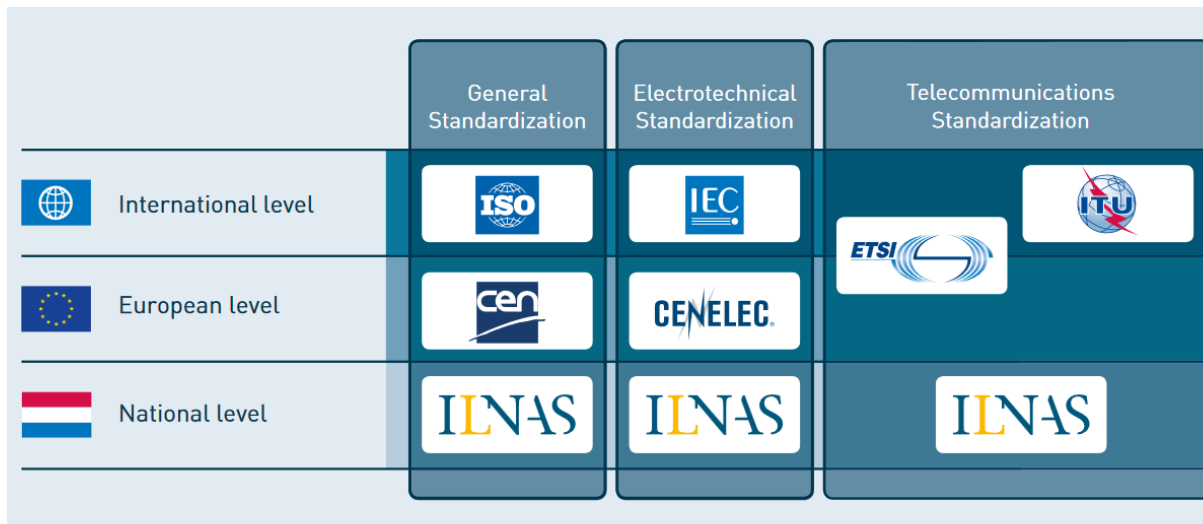 General
Standardization
Electrotechnical
Standardization
Telecommunications
Standardization
International level
ISO
IEC
ETSI
ITU
European level
cen
CENELEC
National level
ILNAS
ILNAS
ILNAS